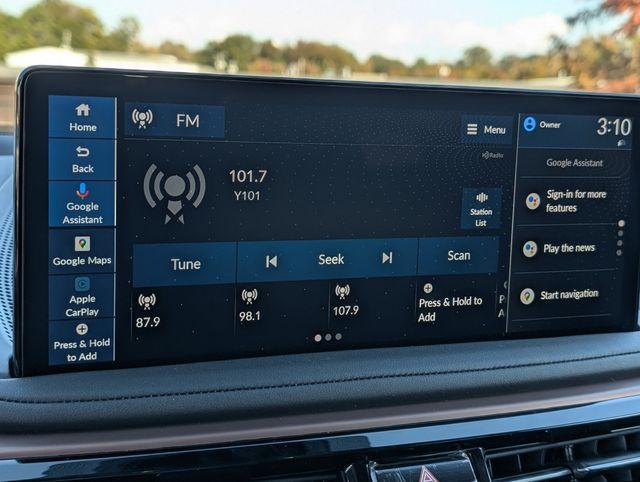 Home
Back
Google
Assistant
Google Maps
Apple
CarPlay
Press & Hold
to Add
FM
Menu
HD Radio
101.7
Y101
Station
List
Tune
Seek
Scan
87.9
98.1
107.9
Press & Hold to
Add
P
A
Owner
3:10
Google Assistant
Sign-in for more
features
Play the news
Start navigation